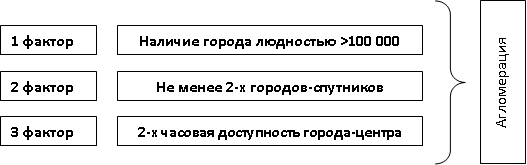 1 фактор
Наличие города людностью >100 000
2 фактор
Не менее 2-х городов-спутников
3 фактор
2-х часовая доступность города-центра
Агломерация